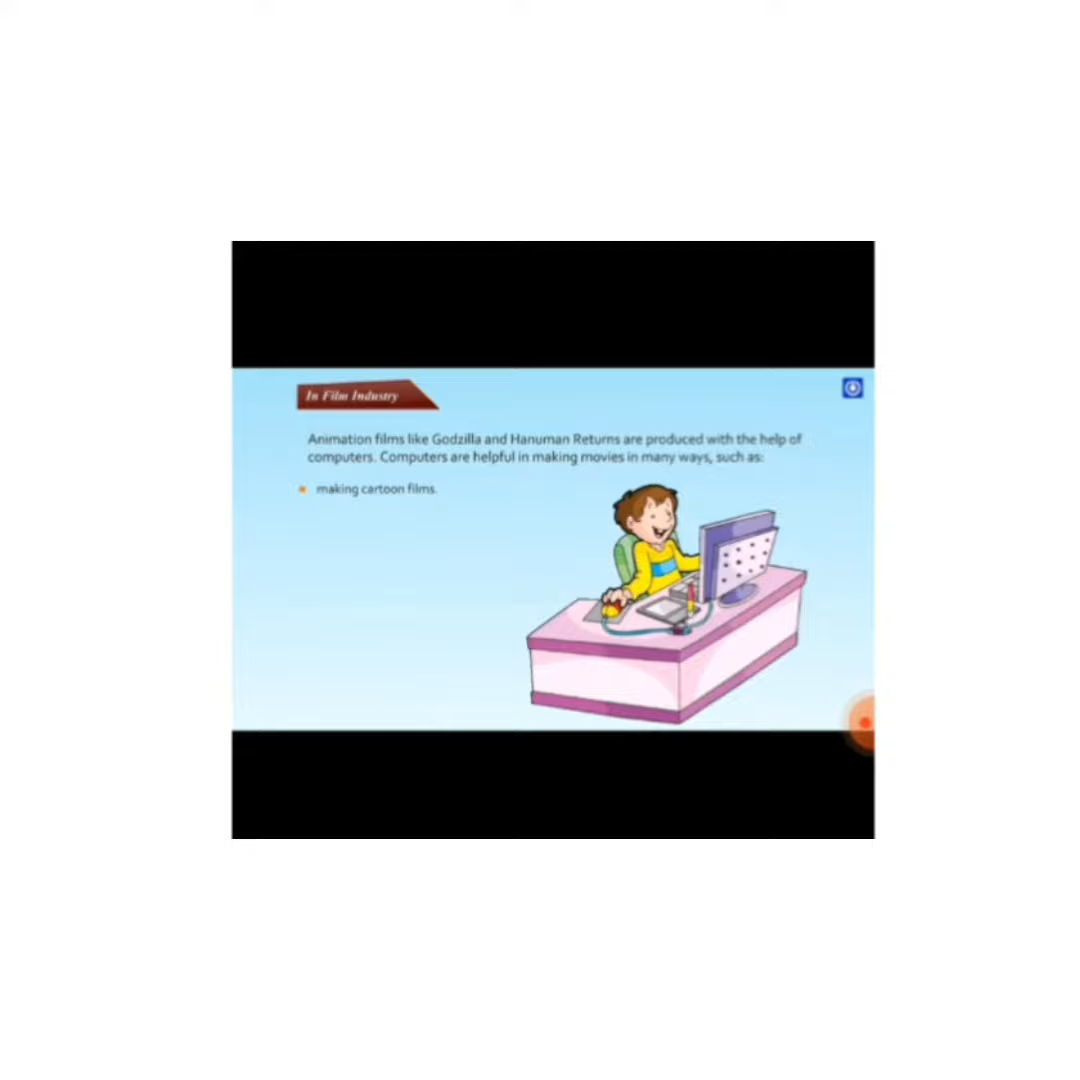 In Film Industry
Animation films like Godzilla and Hanuman Returns are produced with the help of
computers. Computers are helpful in making movies in many ways, such as:
making cartoon films.